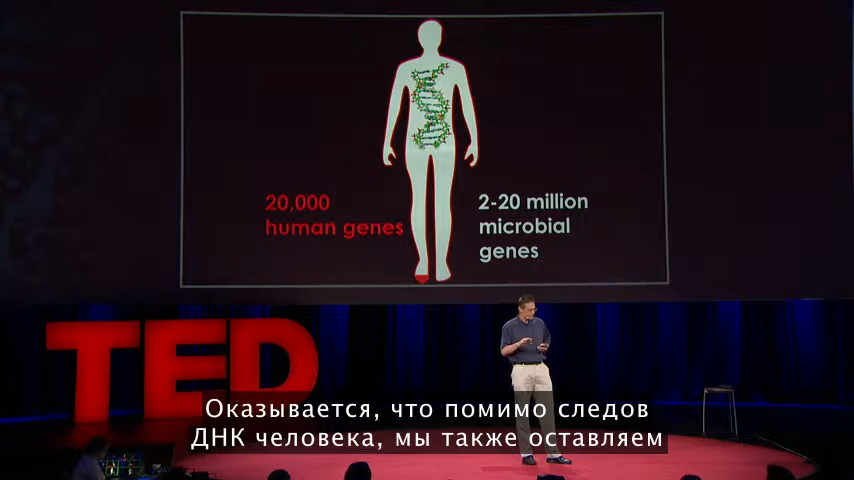 20,000
human genes
2-20 million
microbial
genes
TED
Оказывается, что помимо следов
ДНК человека, мы также оставляем